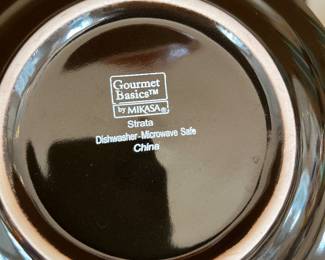 Gourmet
Basics™
by MIKASA®
Strata
Dishwasher-Microwave Safe
China